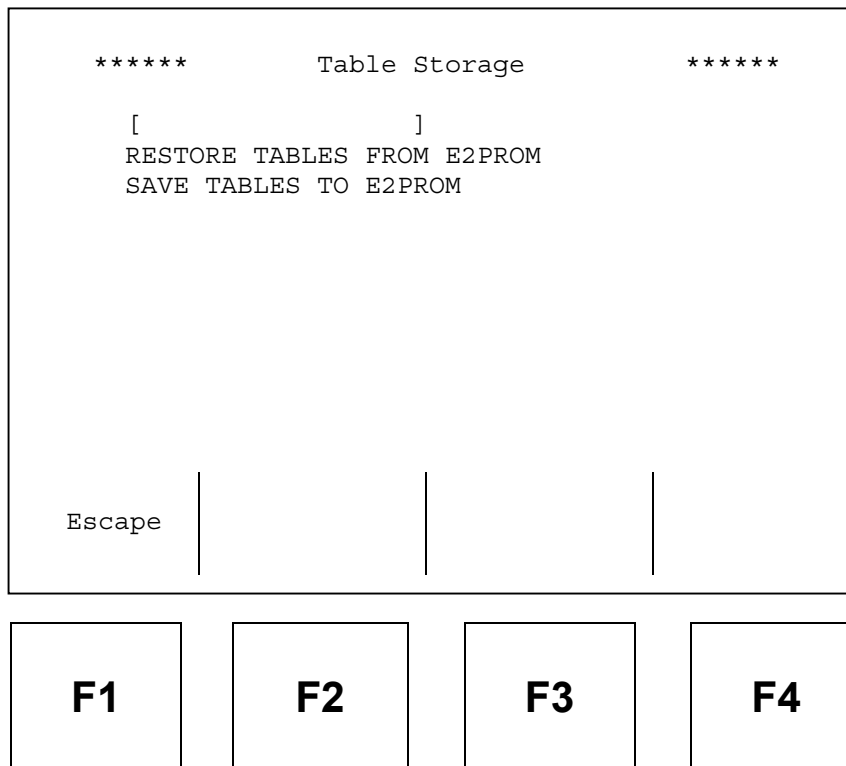 ****** Table Storage ******
[ ]
RESTORE TABLES FROM E2PROM
SAVE TABLES TO E2PROM
Escape
F1 F2 F3 F4